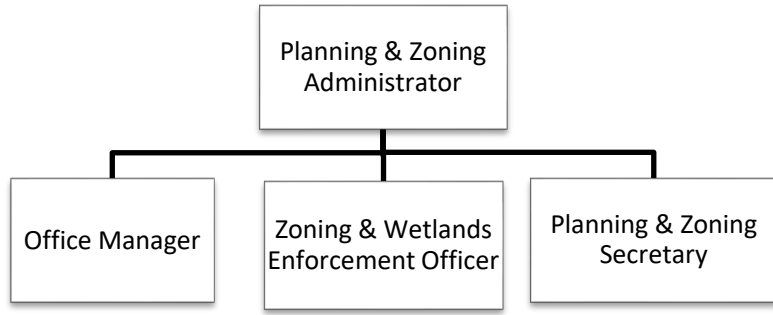 Planning & Zoning
Administrator
Office Manager
Zoning & Wetlands
Enforcement Officer
Planning & Zoning
Secretary